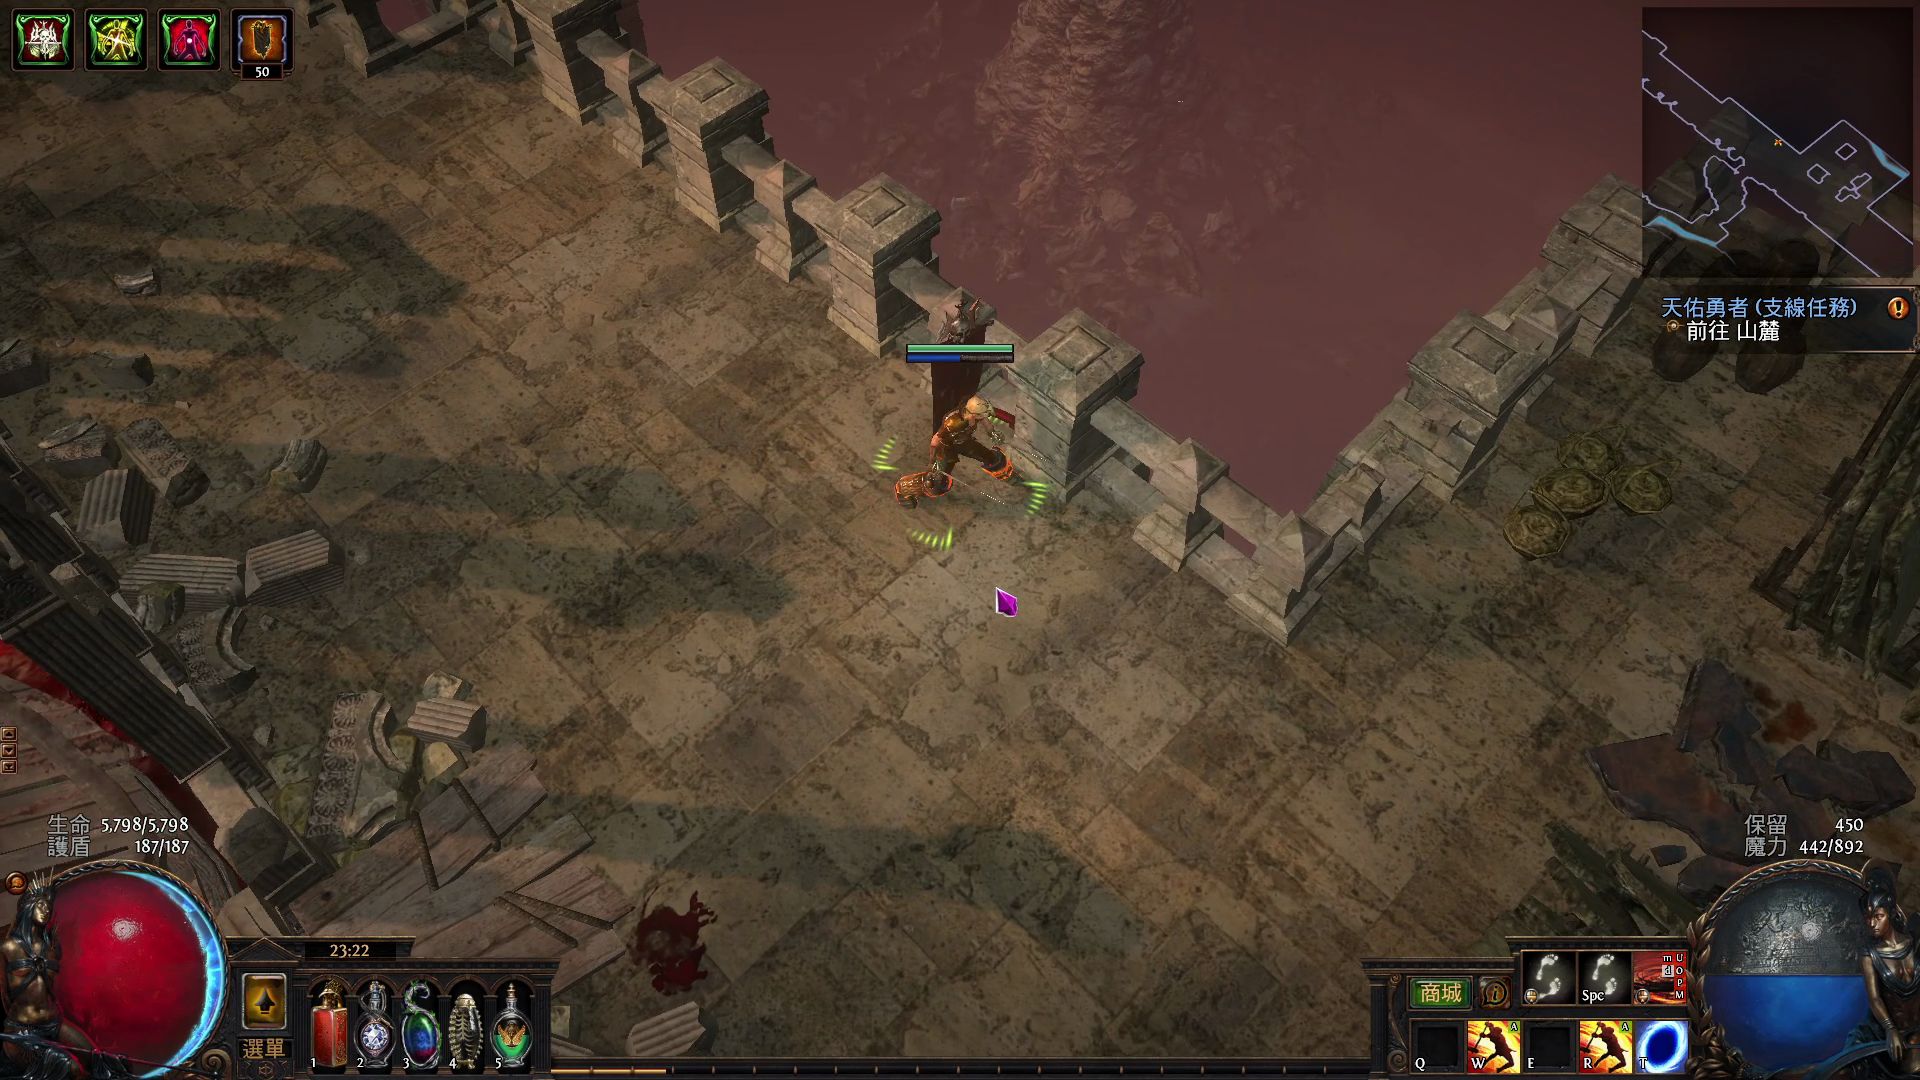 50
天佑勇者 (支線任務)
前往 山麓
生命 5,798/5,798
護盾 187/187
保留 450
魔力 442/892
23:22
選單
1
2
3
4
5
商城
Spc
Q
W
A
E
R
A
T